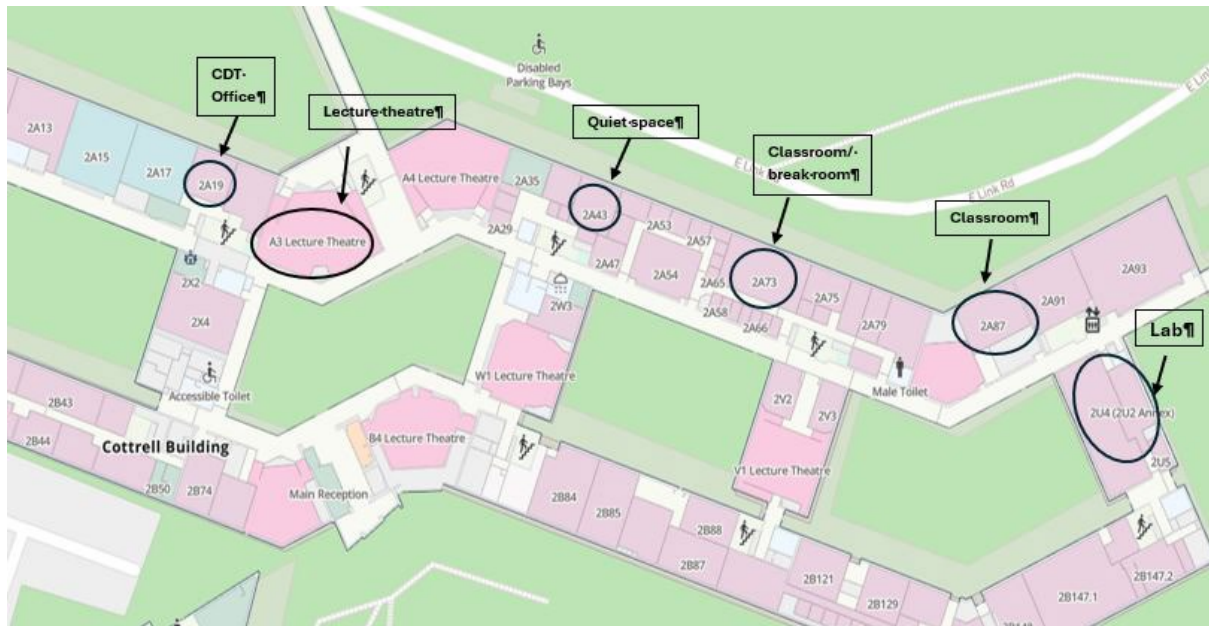 CDT·
Office¶
Lecture·theatre¶
Disabled
Parking Bays
Quiet·space¶
Classroom/·
break·room¶
Classroom¶
E Link Rd
E Link Rd
E Link
2A13
2A15
2A17
2A19
A3 Lecture Theatre
A4 Lecture Theatre
2A35
2A29
2A43
2A47
2A53
2A57
2A54
2A65
2A58
2A66
2A73
2A75
2A79
2A87
2A91
2A93
Lab¶
2X2
2X4
2W3
W1 Lecture Theatre
Accessible Toilet
Male Toilet
2V2
2V3
V1 Lecture Theatre
2U4 (2U2 Annex)
2U5
2B43
2B44
Cottrell Building
2B50
2B74
Main Reception
B4 Lecture Theatre
2B84
2B85
2B88
2B87
2B121
2B129
2B147.1
2B147.2